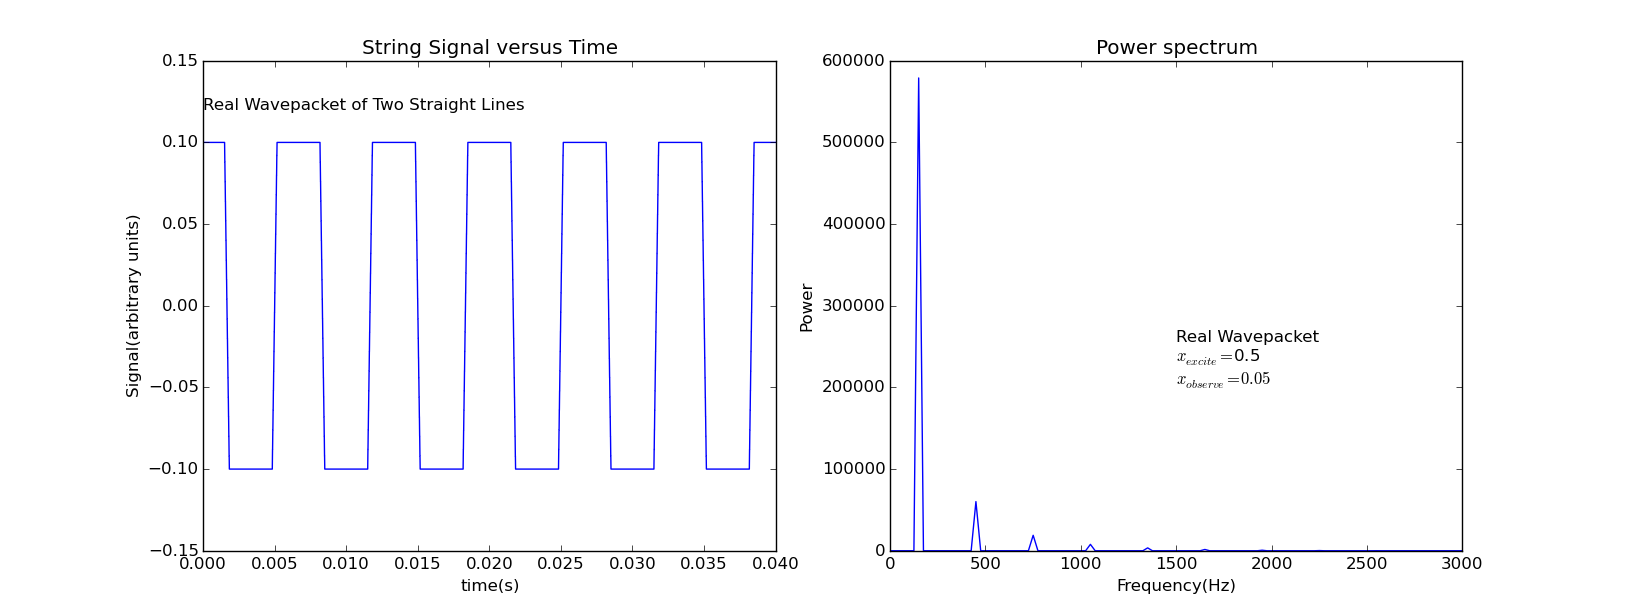 String Signal versus Time
0.15
0.10
0.05
0.00
−0.05
−0.10
−0.15
Signal(arbitrary units)
Real Wavepacket of Two Straight Lines
0.000 0.005 0.010 0.015 0.020 0.025 0.030 0.035 0.040
time(s)
Power spectrum
600000
500000
400000
300000
200000
100000
0
Power
Real Wavepacket
x_excite =0.5
x_observe =0.05
0 500 1000 1500 2000 2500 3000
Frequency(Hz)